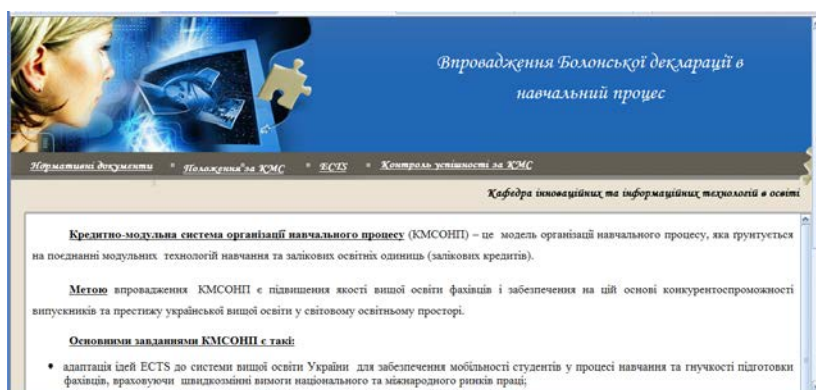 Впровадження Болонської декларації в
навчальний процес
Нормативні документи * Положення за КМС * ECTS * Контроль успішності за КМС
Кафедра інноваційних та інформаційних технологій в освіті
Кредитно-модульна система організації навчального процесу (КМСОНП) – це модель організації навчального процесу, яка ґрунтується
на поєднанні модульних технологій навчання та залікових освітніх одиниць (залікових кредитів).
Метою впровадження КМСОНП є підвищення якості вищої освіти фахівців і забезпечення на цій основі конкурентоспроможності
випускників та престижу української вищої освіти у світовому освітньому просторі.
Основними завданнями КМСОНП є такі:
• адаптація ідей ECTS до системи вищої освіти України для забезпечення мобільності студентів у процесі навчання та гнучкості підготовки
фахівців, враховуючи швидкозмінні вимоги національного та міжнародного ринків праці;